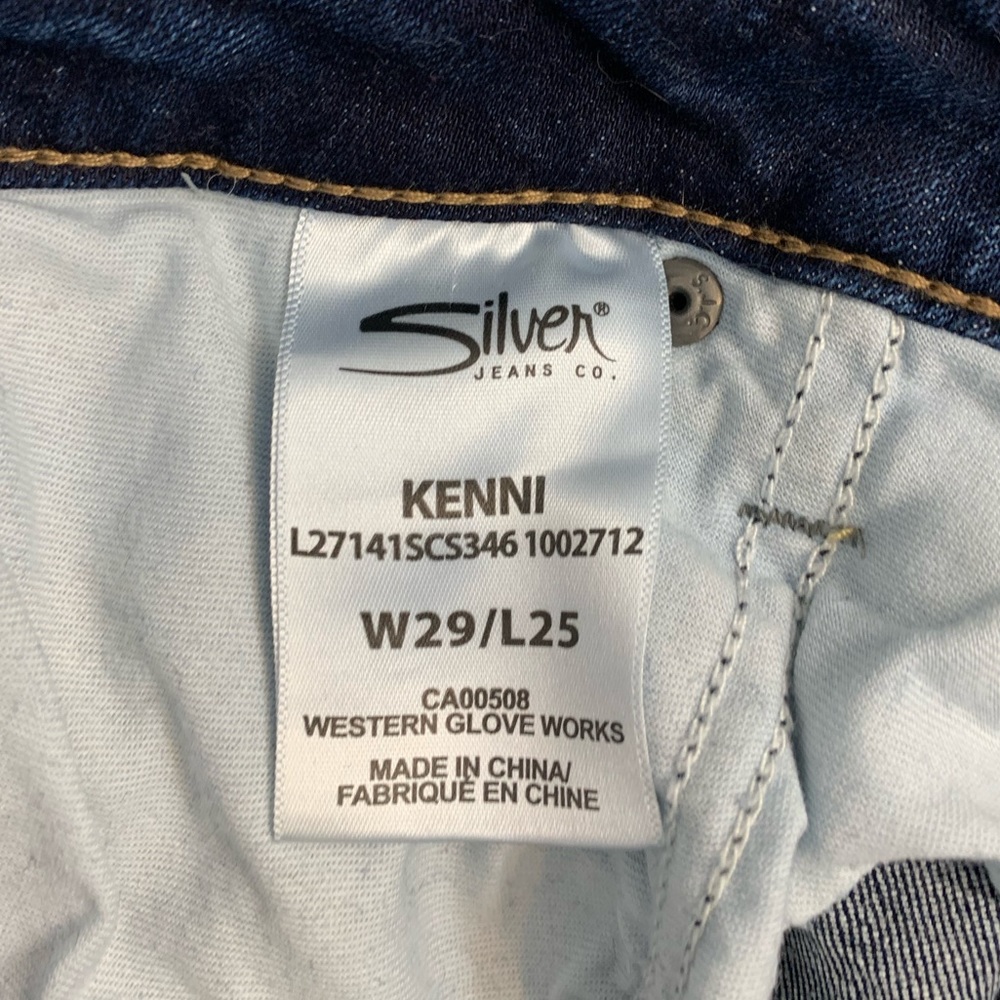 Silver®
JEANS CO.
KENNI
L27141SCS346 1002712
W29/L25
CA00508
WESTERN GLOVE WORKS
MADE IN CHINA/
FABRIQUÉ EN CHINE